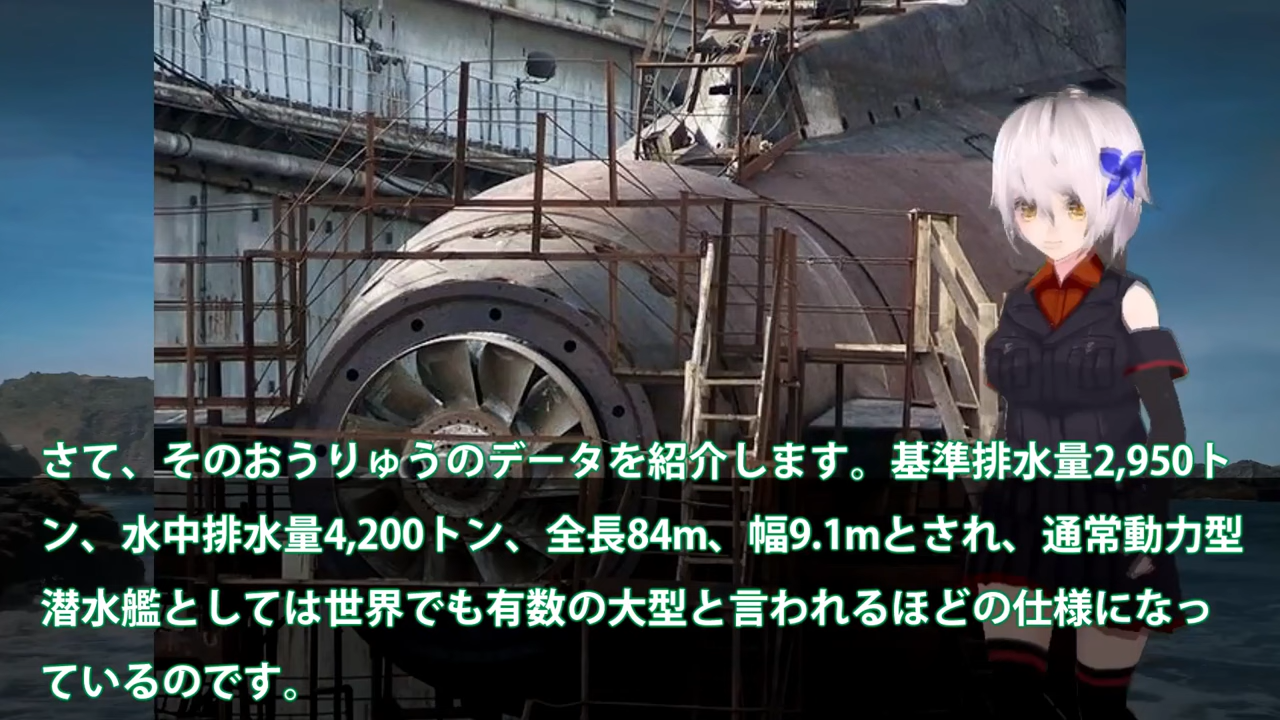 さて、そのおうりゅうのデータを紹介します。基準排水量2,950ト
ン、水中排水量4,200トン、全長84m、幅9.1mとされ、通常動力型
潜水艦としては世界でも有数の大型と言われるほどの仕様になっ
ているのです。